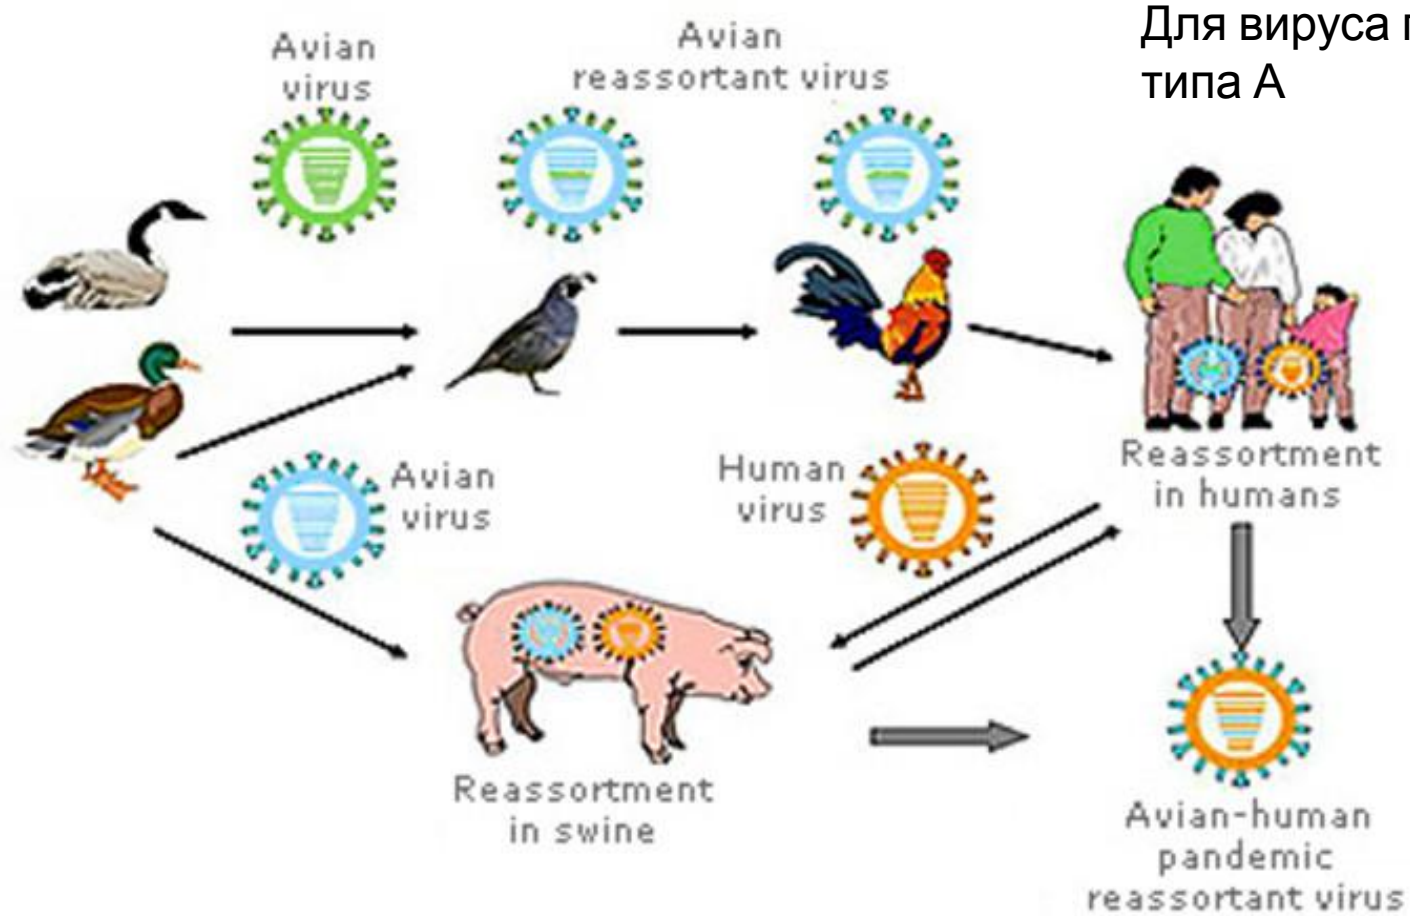 Для вируса
типа А
Avian
virus
Avian
reassortant virus
Avian
virus
Human
virus
Reassortment
in humans
Reassortment
in swine
Avian-human
pandemic
reassortant virus